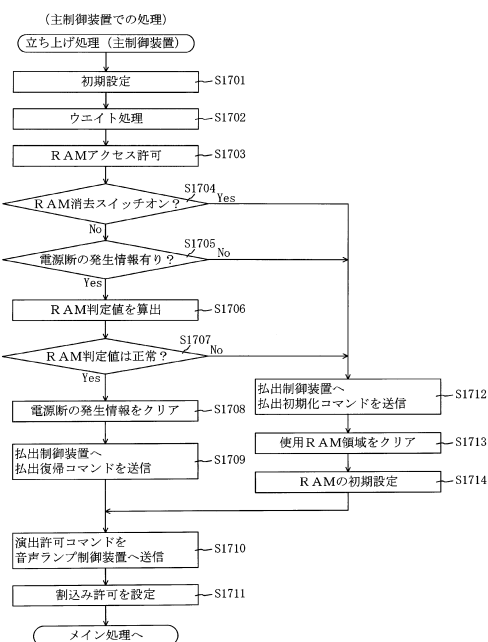 (主制御装置での処理)
立ち上げ処理(主制御装置)
初期設定
S1701
ウエイト処理
S1702
RAMアクセス許可
S1703
S1704
RAM消去スイッチオン?
Yes
No
S1705
電源断の発生情報有り?
No
Yes
RAM判定値を算出
S1706
S1707
RAM判定値は正常?
No
Yes
電源断の発生情報をクリア
S1708
払出制御装置へ
払出復帰コマンドを送信
S1709
払出制御装置へ
払出初期化コマンドを送信
S1712
使用RAM領域をクリア
S1713
RAMの初期設定
S1714
演出許可コマンドを
音声ランプ制御装置へ送信
S1710
割込み許可を設定
S1711
メイン処理へ